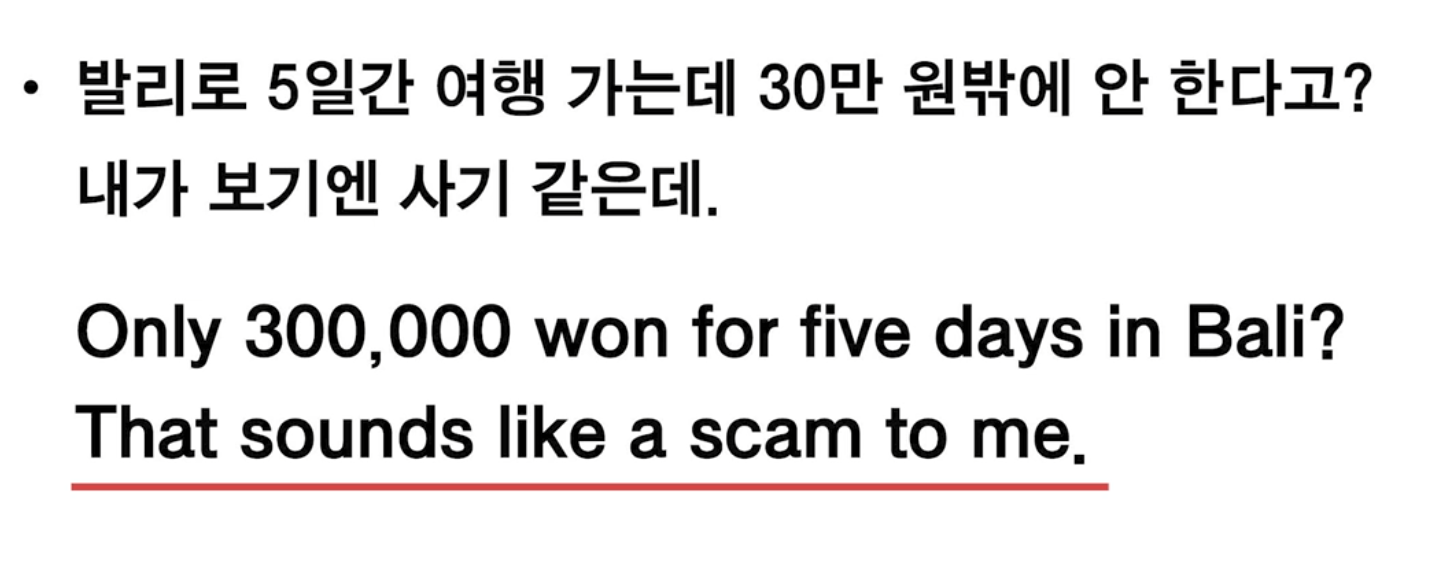 • 발리로 5일간 여행 가는데 30만 원밖에 안 한다고?
내가 보기엔 사기 같은데.
Only 300,000 won for five days in Bali?
That sounds like a scam to me.